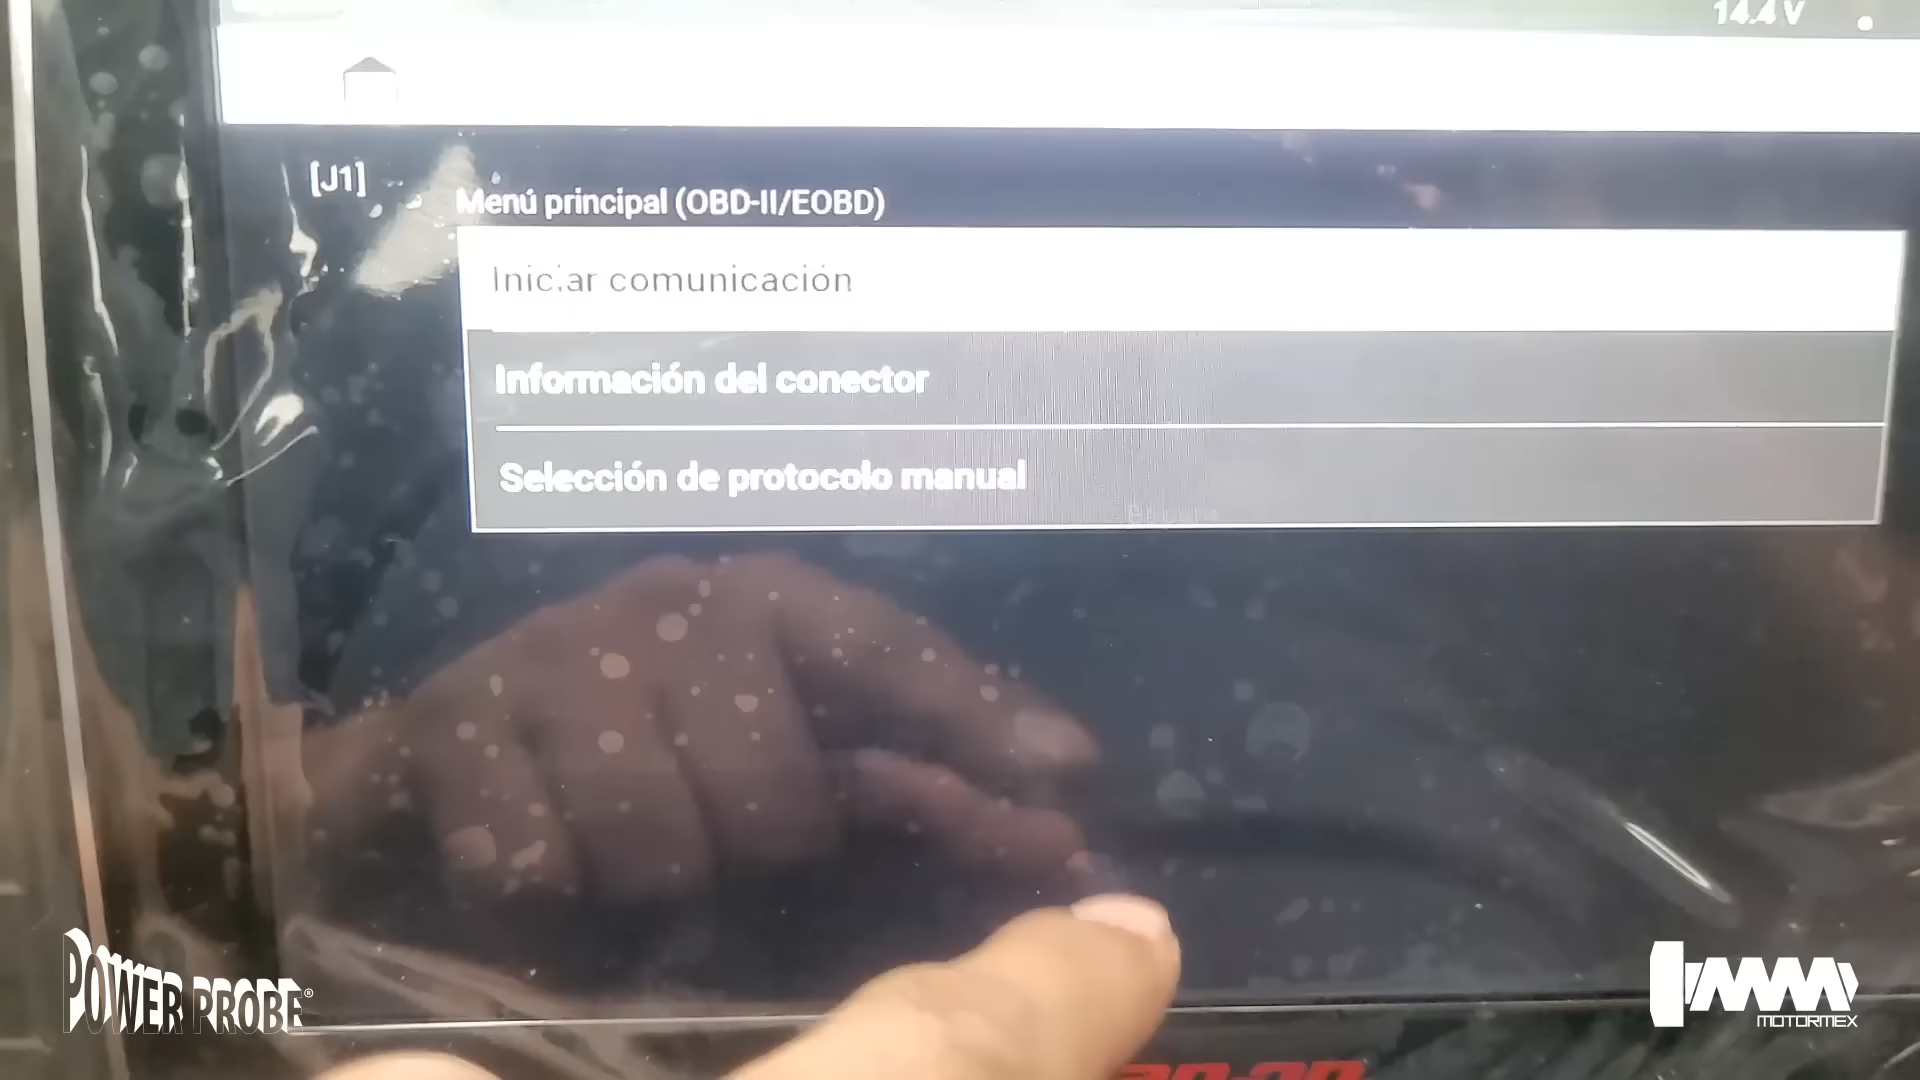 14.4 V
[J1]
Menú principal (OBD-II/EOBD)
Iniciar comunicación
Información del conector
Selección de protocolo manual
POWER PROBE®
MOTORMEX